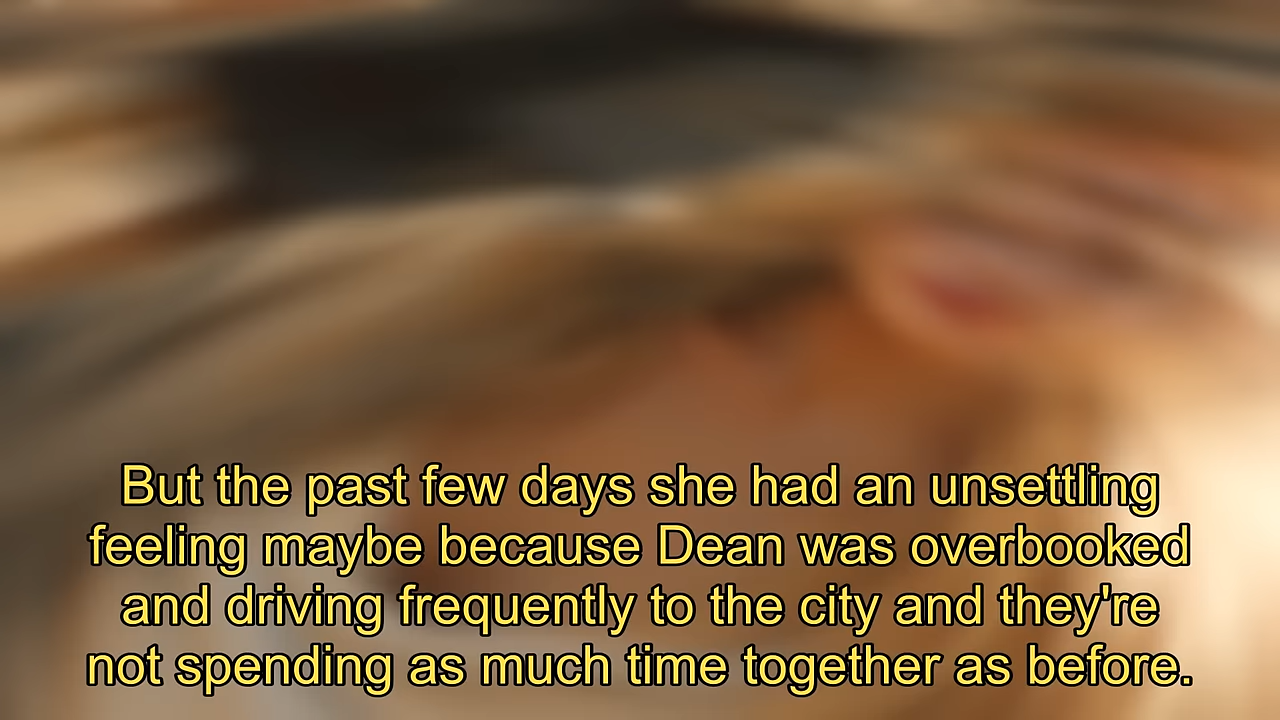 But the past few days she had an unsettling
feeling maybe because Dean was overbooked
and driving frequently to the city and they're
not spending as much time together as before.